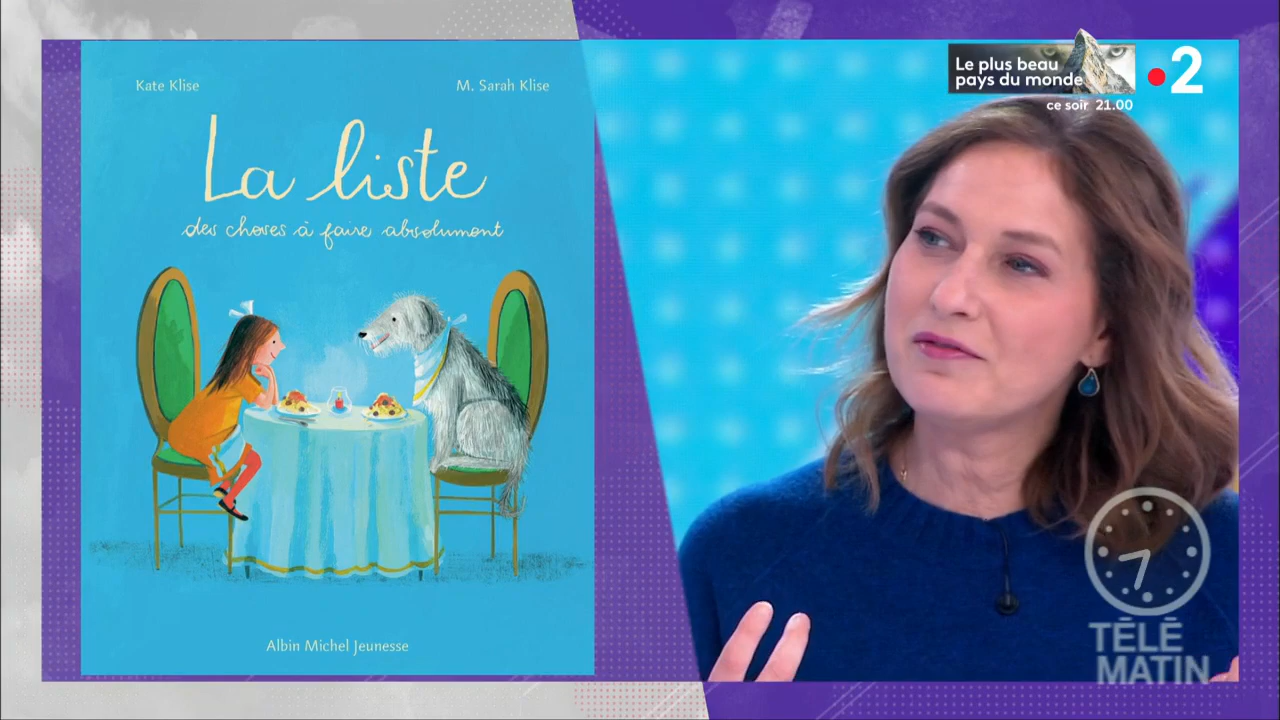 Kate Klise
M. Sarah Klise
La liste
des choses à faire absolument
Albin Michel Jeunesse
Le plus beau
pays du monde
ce soir 21.00
2
TÉLÉ
MATIN